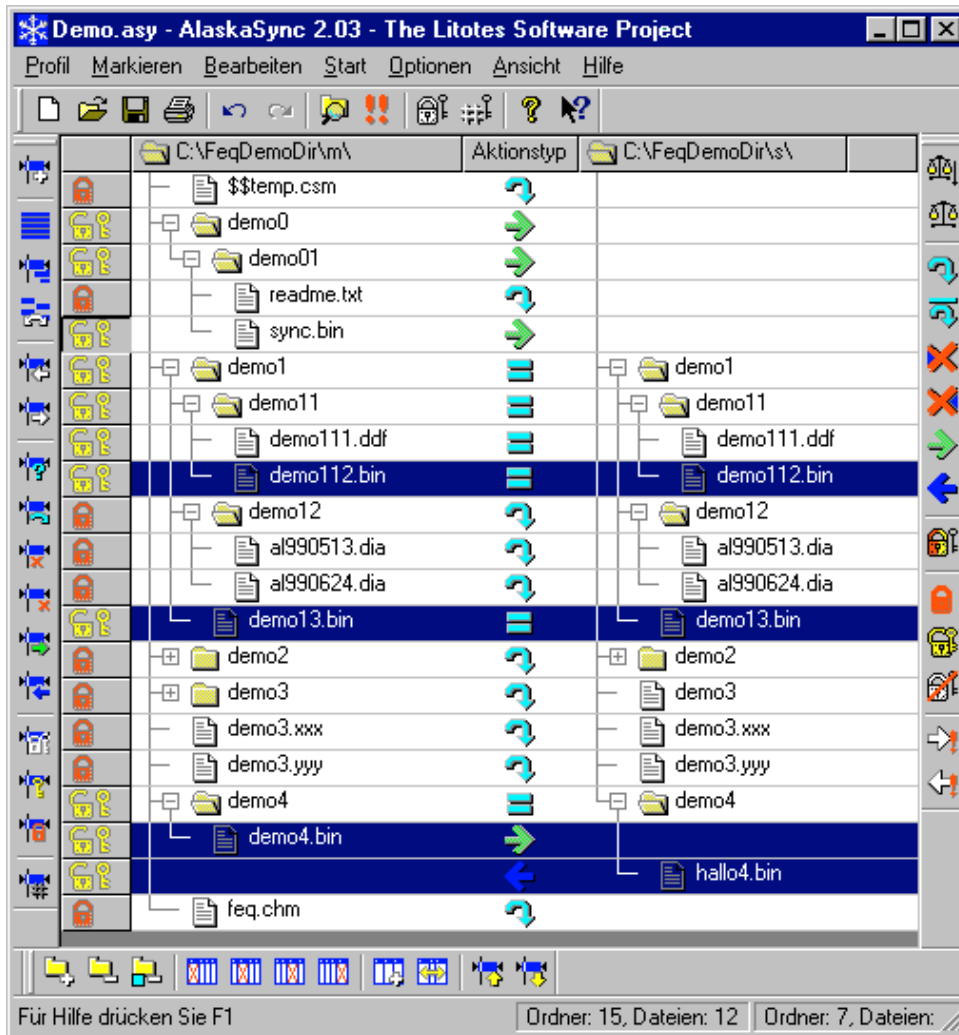 Demo.asy - AlaskaSync 2.03 - The Litotes Software Project
Profil Markieren Bearbeiten Start Optionen Ansicht Hilfe
C:\FeqDemoDir\m\ Aktionstyp C:\FeqDemoDir\s\
$$temp.csm
demo0
demo01
readme.txt
sync.bin
demo1 demo1
demo11 demo11
demo111.ddf demo111.ddf
demo112.bin demo112.bin
demo12 demo12
al990513.dia al990513.dia
al990624.dia al990624.dia
demo13.bin demo13.bin
demo2 demo2
demo3 demo3
demo3.xxx demo3.xxx
demo3.yyy demo3.yyy
demo4 demo4
demo4.bin
hallo4.bin
feq.chm
Für Hilfe drücken Sie F1 Ordner: 15, Dateien: 12 Ordner: 7, Dateien: